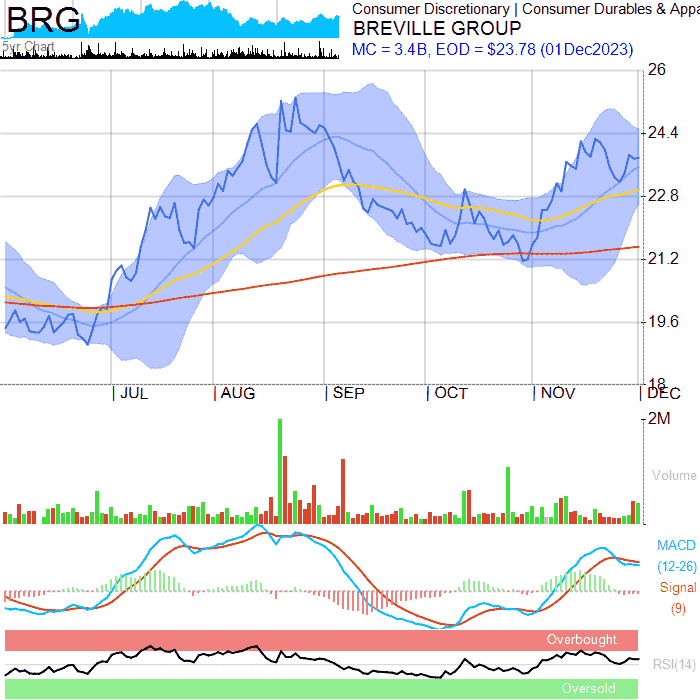 BRG
5yr Chart
Consumer Discretionary | Consumer Durables & Appa
BREVILLE GROUP
MC = 3.4B, EOD = $23.78 (01Dec2023)
26
24.4
22.8
21.2
19.6
18
JUL AUG SEP OCT NOV DEC
2M
Volume
MACD
(12-26)
Signal
(9)
Overbought
RSI(14)
Oversold